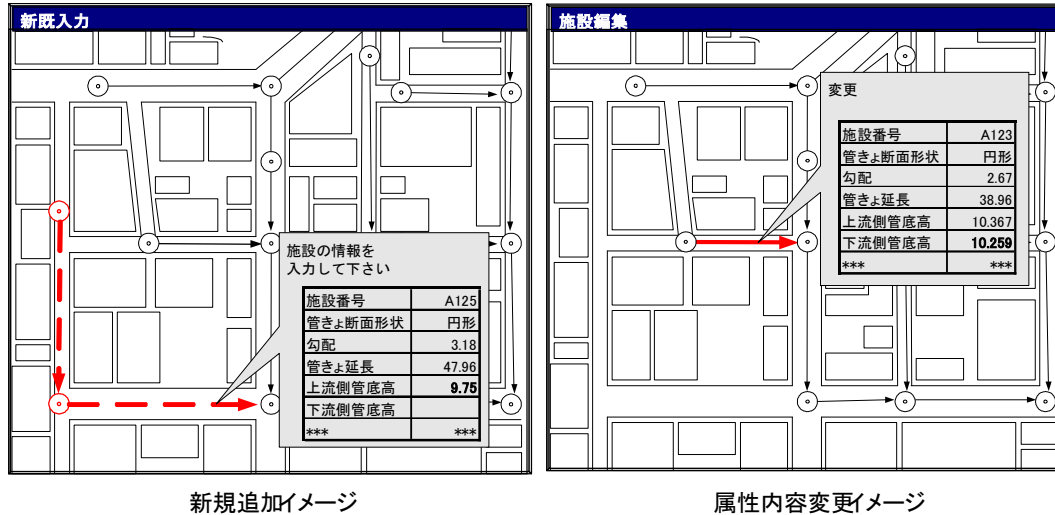 新既入力
施設の情報を
入力して下さい
施設番号 A125
管きょ断面形状 円形
勾配 3.18
管きょ延長 47.96
上流側管底高 9.75
下流側管底高
*** ***
新規追加イメージ
施設編集
変更
施設番号 A123
管きょ断面形状 円形
勾配 2.67
管きょ延長 38.96
上流側管底高 10.367
下流側管底高 10.259
*** ***
属性内容変更イメージ